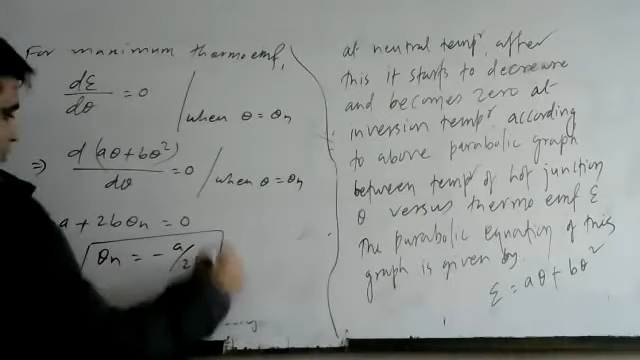 For maximum thermo emf,
dƐ/dθ = 0 / when θ = θn
⇒ d(aθ+bθ²)/dθ = 0 / when θ = θn
a + 2bθn = 0
θn = - a/2
at neutral tempr, after
this it starts to decrease
and becomes zero at
inversion tempr according
to above parabolic graph
between tempr of hot junction
θ versus thermo emf Ɛ
The parabolic equation of this
graph is given by
Ɛ = aθ + bθ²